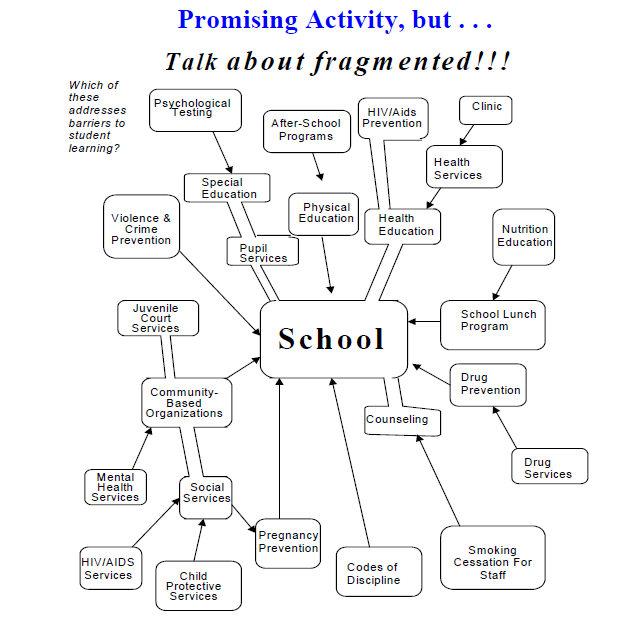 Promising Activity, but . . .
Talk about fragmented!!!
Which of
these
addresses
barriers to
student
learning?
Psychological
Testing
After-School
Programs
HIV/Aids
Prevention
Clinic
Health
Services
Special
Education
Physical
Education
Health
Education
Violence &
Crime
Prevention
Pupil
Services
Nutrition
Education
Juvenile
Court
Services
School
School Lunch
Program
Drug
Prevention
Community-
Based
Organizations
Counseling
Mental
Health
Services
Social
Services
Drug
Services
Pregnancy
Prevention
HIV/AIDS
Services
Child
Protective
Services
Codes of
Discipline
Smoking
Cessation For
Staff